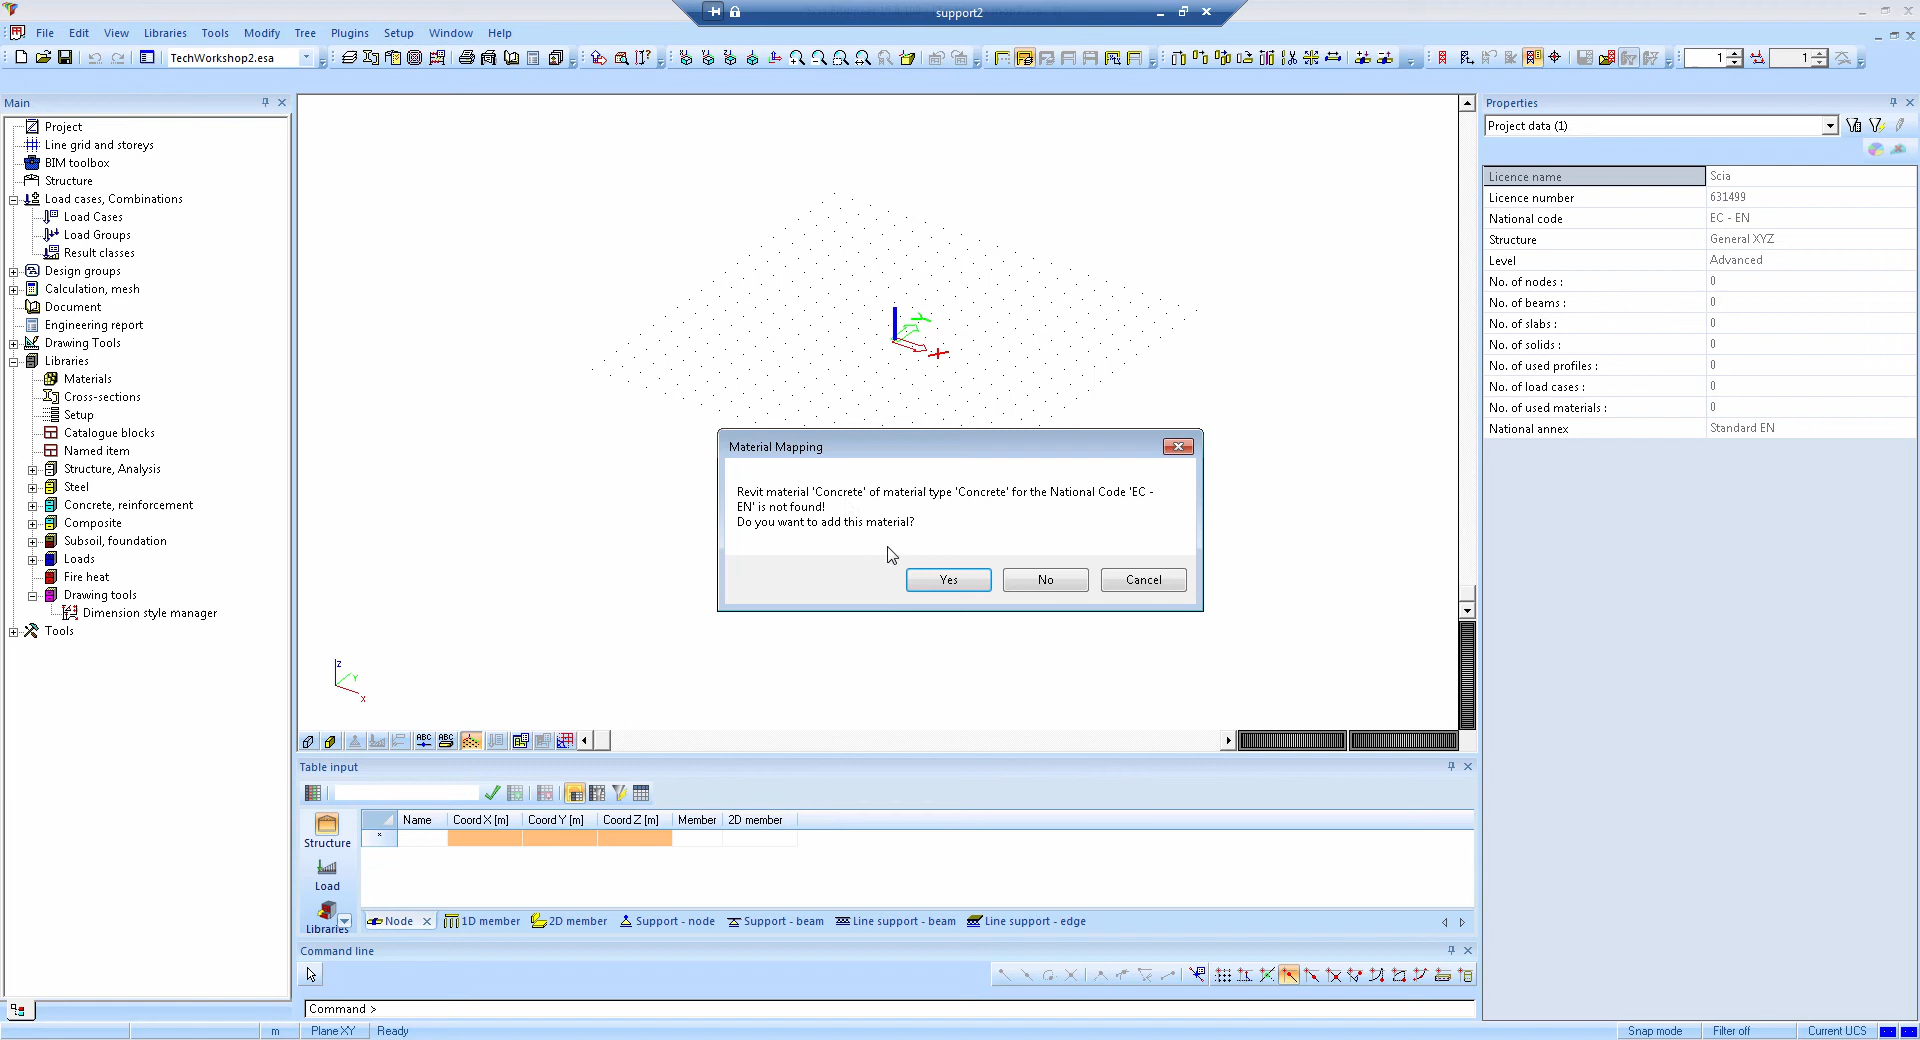 support2
File Edit View Libraries Tools Modify Tree Plugins Setup Window Help
TechWorkshop2.esa
1
1
Main
Project
Line grid and storeys
BIM toolbox
Structure
Load cases, Combinations
Load Cases
Load Groups
Result classes
Design groups
Calculation, mesh
Document
Engineering report
Drawing Tools
Libraries
Materials
Cross-sections
Setup
Catalogue blocks
Named item
Structure, Analysis
Steel
Concrete, reinforcement
Composite
Subsoil, foundation
Loads
Fire heat
Drawing tools
Dimension style manager
Tools
Y
X
Material Mapping
Revit material 'Concrete' of material type 'Concrete' for the National Code 'EC -
EN' is not found!
Do you want to add this material?
Yes No Cancel
Z
Y
X
ABC
ABC
Properties
Project data (1)
Licence name Scia
Licence number 631499
National code EC - EN
Structure General XYZ
Level Advanced
No. of nodes : 0
No. of beams : 0
No. of slabs : 0
No. of solids : 0
No. of used profiles : 0
No. of load cases : 0
No. of used materials : 0
National annex Standard EN
Table input
Structure
Load
Libraries
Name Coord X [m] Coord Y [m] Coord Z [m] Member 2D member
*
Node 1D member 2D member Support - node Support - beam Line support - beam Line support - edge
Command line
Command >
m Plane XY Ready Snap mode Filter off Current UCS